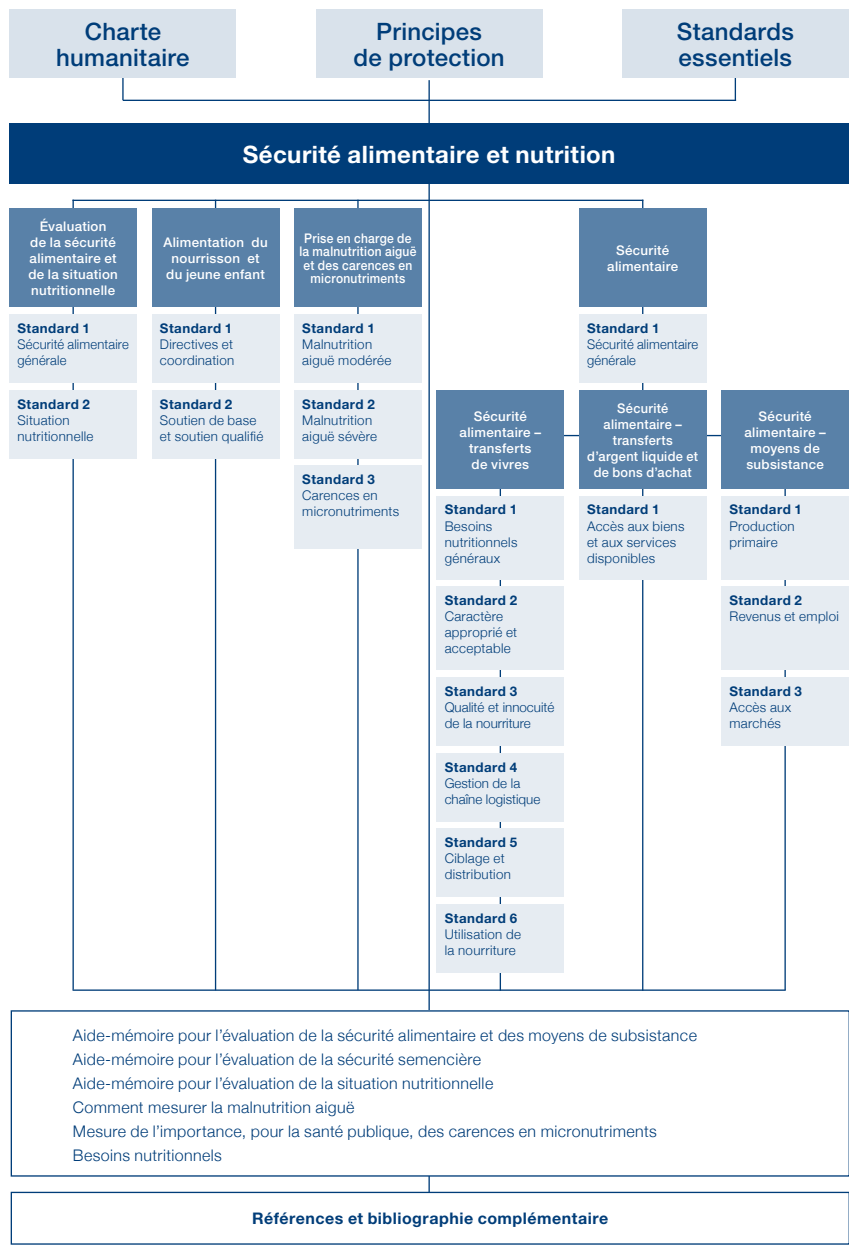 Charte
humanitaire
Principes
de protection
Standards
essentiels
Sécurité alimentaire et nutrition
Évaluation
de la sécurité
alimentaire et
de la situation
nutritionnelle
Standard 1
Sécurité alimentaire
générale
Standard 2
Situation
nutritionnelle
Alimentation du
nourrisson et
du jeune enfant
Standard 1
Directives et
coordination
Standard 2
Soutien de base
et soutien qualifié
Prise en charge de
la malnutrition aiguë
et des carences en
micronutriments
Standard 1
Malnutrition
aiguë modérée
Standard 2
Malnutrition
aiguë sévère
Standard 3
Carences en
micronutriments
Sécurité
alimentaire
Standard 1
Sécurité alimentaire
générale
Sécurité
alimentaire –
transferts
de vivres
Standard 1
Besoins
nutritionnels
généraux
Standard 2
Caractère
approprié et
acceptable
Standard 3
Qualité et innocuité
de la nourriture
Standard 4
Gestion de la
chaîne logistique
Standard 5
Ciblage et
distribution
Standard 6
Utilisation de
la nourriture
Sécurité
alimentaire –
transferts
d'argent liquide et
de bons d'achat
Standard 1
Accès aux biens
et aux services
disponibles
Sécurité
alimentaire –
moyens de
subsistance
Standard 1
Production
primaire
Standard 2
Revenus et emploi
Standard 3
Accès aux
marchés
Aide-mémoire pour l'évaluation de la sécurité alimentaire et des moyens de subsistance
Aide-mémoire pour l'évaluation de la sécurité semencière
Aide-mémoire pour l'évaluation de la situation nutritionnelle
Comment mesurer la malnutrition aiguë
Mesure de l'importance, pour la santé publique, des carences en micronutriments
Besoins nutritionnels
Références et bibliographie complémentaire